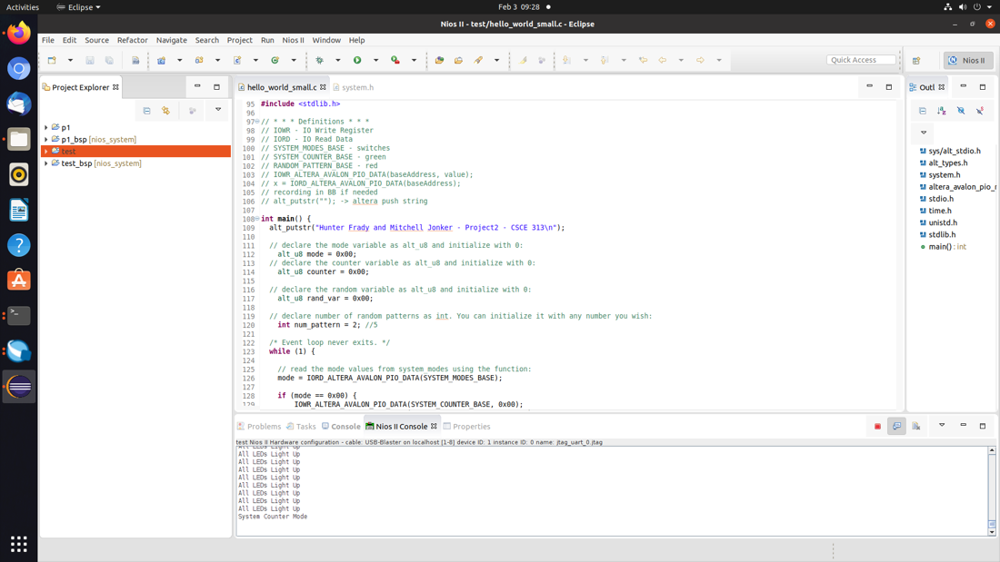 Activities Eclipse Feb 3 09:28
Nios II - test/hello_world_small.c - Eclipse
File Edit Source Refactor Navigate Search Project Run Nios II Window Help
Quick Access Nios II
Project Explorer hello_world_small.c system.h Outl
p1
p1_bsp [nios_system]
test
test_bsp [nios_system]
95 #include <stdlib.h>
96
97 // * * * Definitions * * *
98 // IOWR - IO Write Register
99 // IORD - IO Read Data
100 // SYSTEM_MODES_BASE - switches
101 // SYSTEM_COUNTER_BASE - green
102 // RANDOM_PATTERN_BASE - red
103 // IOWR_ALTERA_AVALON_PIO_DATA(baseAddress, value);
104 // x = IORD_ALTERA_AVALON_PIO_DATA(baseAddress);
105 // recording in BB if needed
106 // alt_putstr(""); -> altera push string
107
108 int main() {
109 alt_putstr("Hunter Frady and Mitchell Jonker - Project2 - CSCE 313\n");
110
111 // declare the mode variable as alt_u8 and initialize with 0:
112 alt_u8 mode = 0x00;
113 // declare the counter variable as alt_u8 and initialize with 0:
114 alt_u8 counter = 0x00;
115
116 // declare the random variable as alt_u8 and initialize with 0:
117 alt_u8 rand_var = 0x00;
118
119 // declare number of random patterns as int. You can initialize it with any number you wish:
120 int num_pattern = 2; //5
121
122 /* Event loop never exits. */
123 while (1) {
124
125 // read the mode values from system_modes using the function:
126 mode = IORD_ALTERA_AVALON_PIO_DATA(SYSTEM_MODES_BASE);
127
128 if (mode == 0x00) {
129 IOWR_ALTERA_AVALON_PIO_DATA(SYSTEM_COUNTER_BASE, 0x00);
sys/alt_stdio.h
alt_types.h
system.h
altera_avalon_pio_r
stdio.h
time.h
unistd.h
stdlib.h
main() : int
Problems Tasks Console Nios II Console Properties
test Nios II Hardware configuration - cable: USB-Blaster on localhost [1-8] device ID: 1 instance ID: 0 name: jtag_uart_0.jtag
All LEDs Light Up
All LEDs Light Up
All LEDs Light Up
All LEDs Light Up
All LEDs Light Up
All LEDs Light Up
All LEDs Light Up
All LEDs Light Up
All LEDs Light Up
System Counter Mode